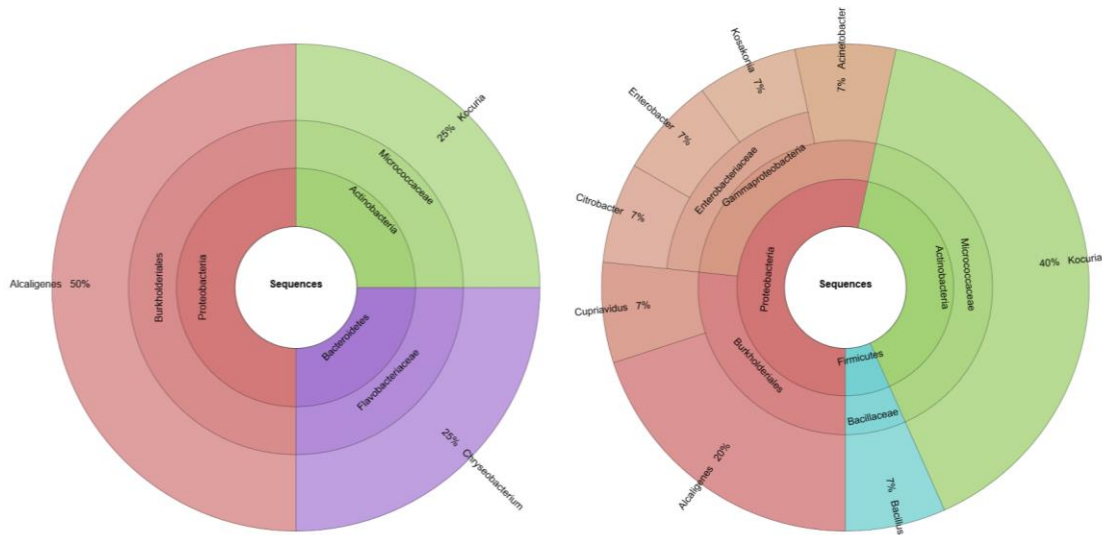 Alcaligenes 50%
Burkholderiales
Proteobacteria
Sequences
25% Kocuria
Micrococcaceae
Actinobacteria
Bacteroidetes
Flavobacteriaceae
25% Chryseobacterium
Kosakonia 7%
7% Acinetobacter
Enterobacter 7%
Citrobacter 7%
Cupriavidus 7%
Alcaligenes 20%
Enterobacteriaceae
Gammaproteobacteria
Proteobacteria
Burkholderiales
Sequences
Actinobacteria
Micrococcaceae
40% Kocuria
Firmicutes
Bacillaceae
7% Bacillus